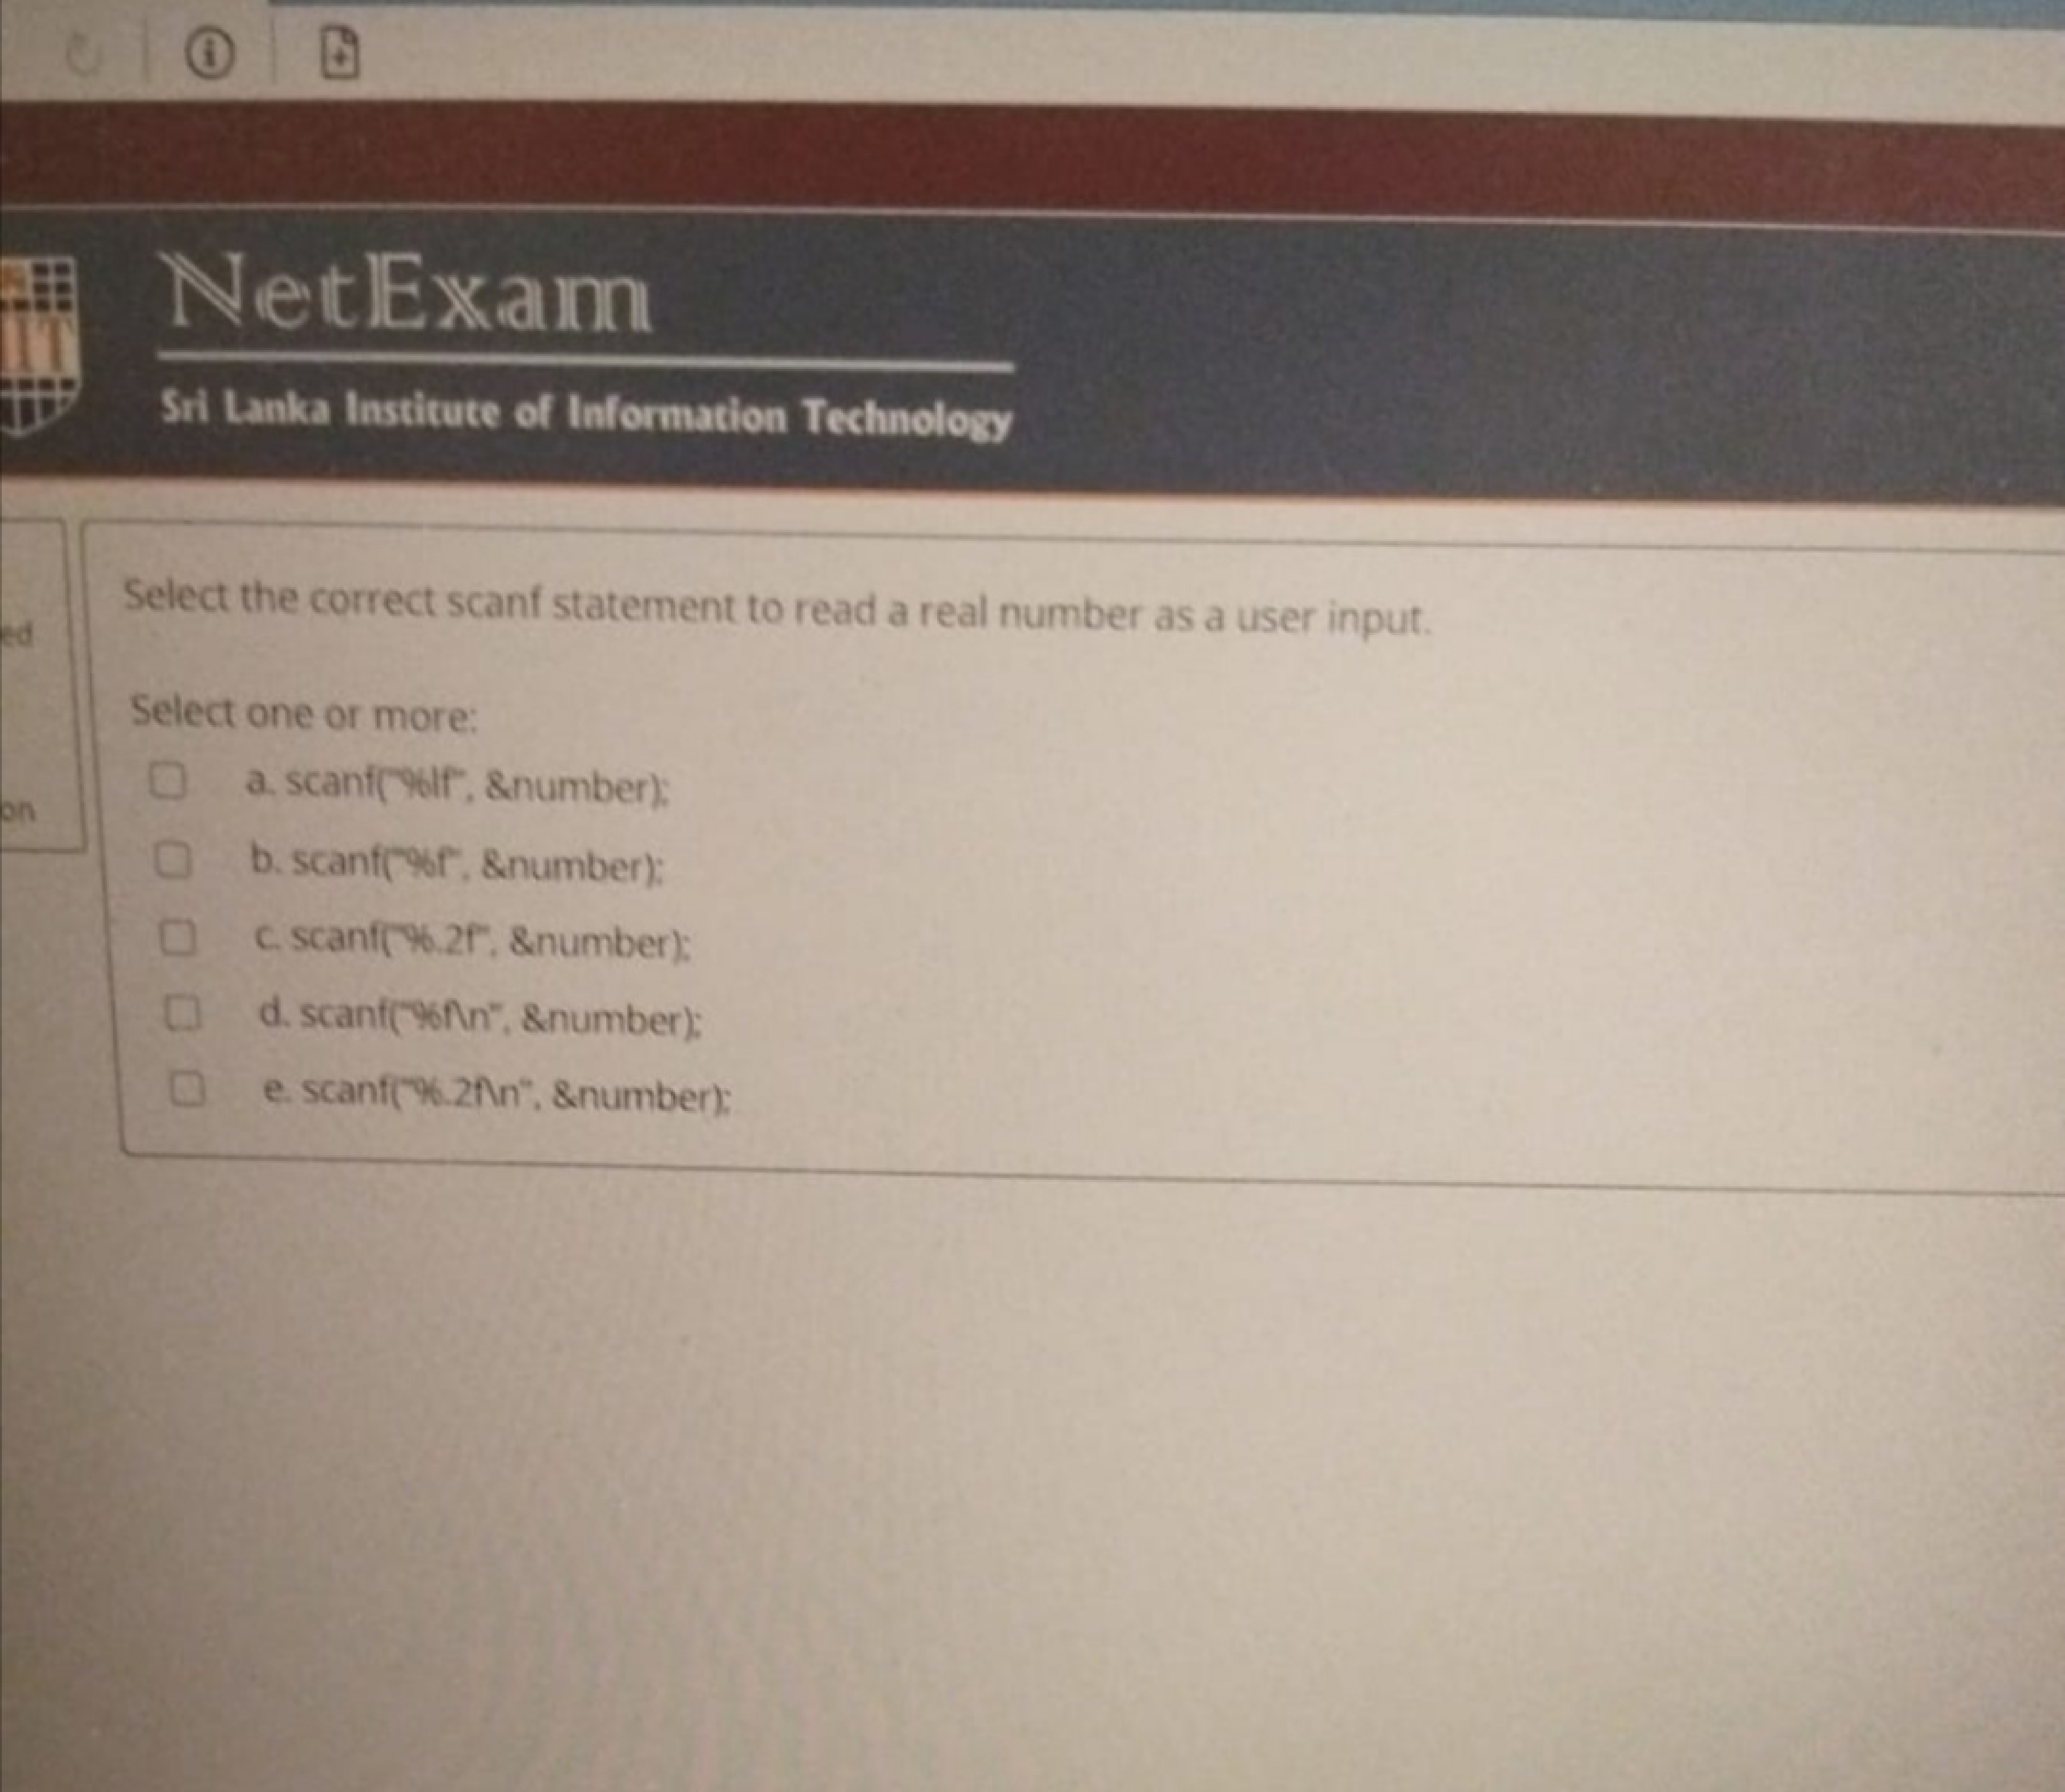 NetExam
IT
Sri Lanka Institute of Information Technology
ed
on
Select the correct scanf statement to read a real number as a user input.
Select one or more:
a. scanf("%lf", &number);
b. scanf("%f", &number);
c. scanf("%.2f", &number);
d. scanf("%f\n", &number);
e. scanf("%.2f\n", &number);